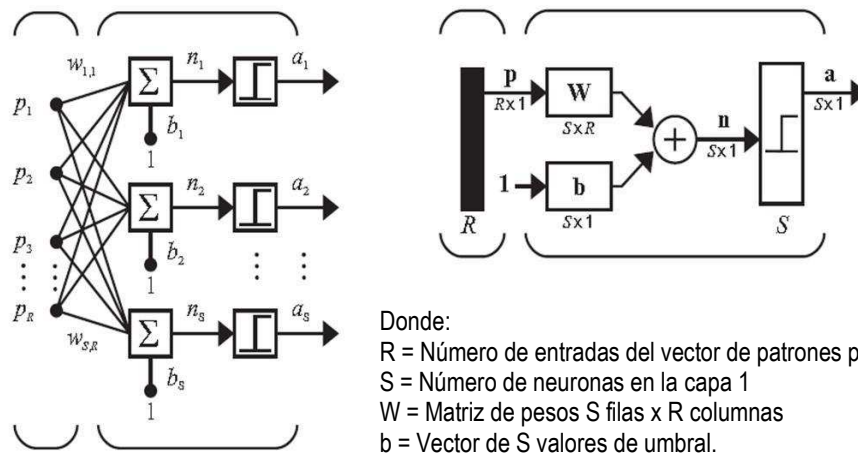 w1,1 n1 a1
p1 Σ
b1
1
p2 n2 a2
Σ
p3 b2
1
pR nS aS
Σ
wS,R
bS
1
p W a
Rx1 SxR n Sx1
+ Sx1
1 b
R Sx1 S
Donde:
R = Número de entradas del vector de patrones p
S = Número de neuronas en la capa 1
W = Matriz de pesos S filas x R columnas
b = Vector de S valores de umbral.